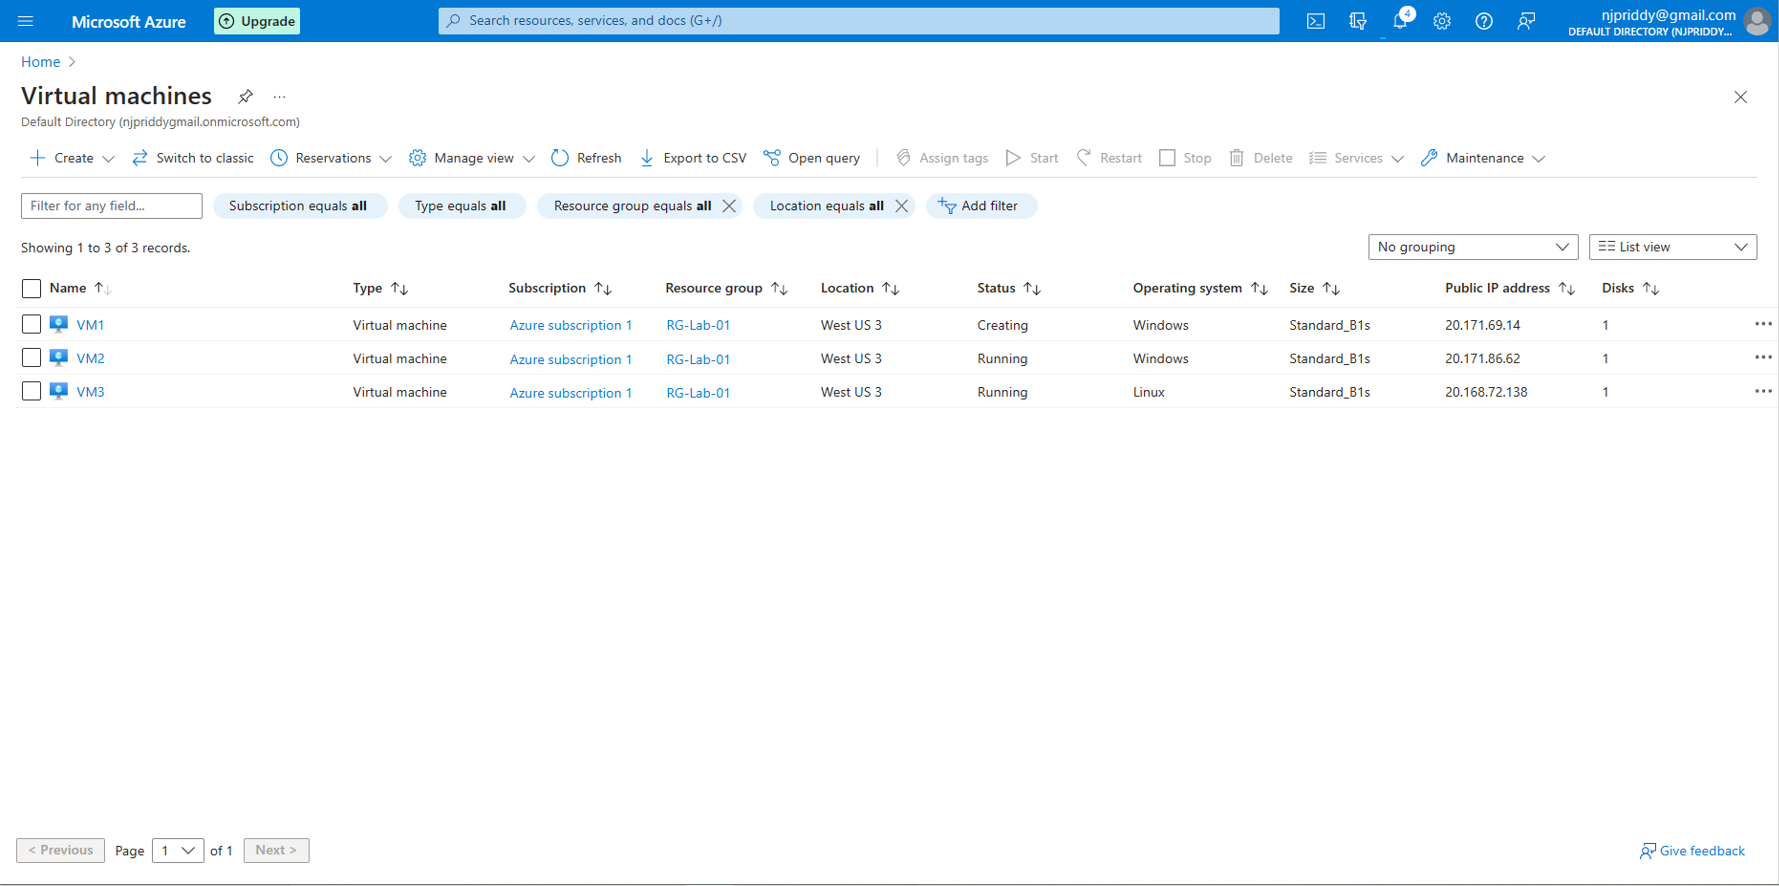 Microsoft Azure Upgrade Search resources, services, and docs (G+/) 4 njpriddy@gmail.com
DEFAULT DIRECTORY (NJPRIDDY...
Home >
Virtual machines ...
Default Directory (njpriddygmail.onmicrosoft.com)
Create Switch to classic Reservations Manage view Refresh Export to CSV Open query Assign tags Start Restart Stop Delete Services Maintenance
Filter for any field... Subscription equals all Type equals all Resource group equals all Location equals all Add filter
Showing 1 to 3 of 3 records. No grouping List view
Name Type Subscription Resource group Location Status Operating system Size Public IP address Disks
VM1 Virtual machine Azure subscription 1 RG-Lab-01 West US 3 Creating Windows Standard_B1s 20.171.69.14 1 ...
VM2 Virtual machine Azure subscription 1 RG-Lab-01 West US 3 Running Windows Standard_B1s 20.171.86.62 1 ...
VM3 Virtual machine Azure subscription 1 RG-Lab-01 West US 3 Running Linux Standard_B1s 20.168.72.138 1 ...
< Previous Page 1 of 1 Next > Give feedback